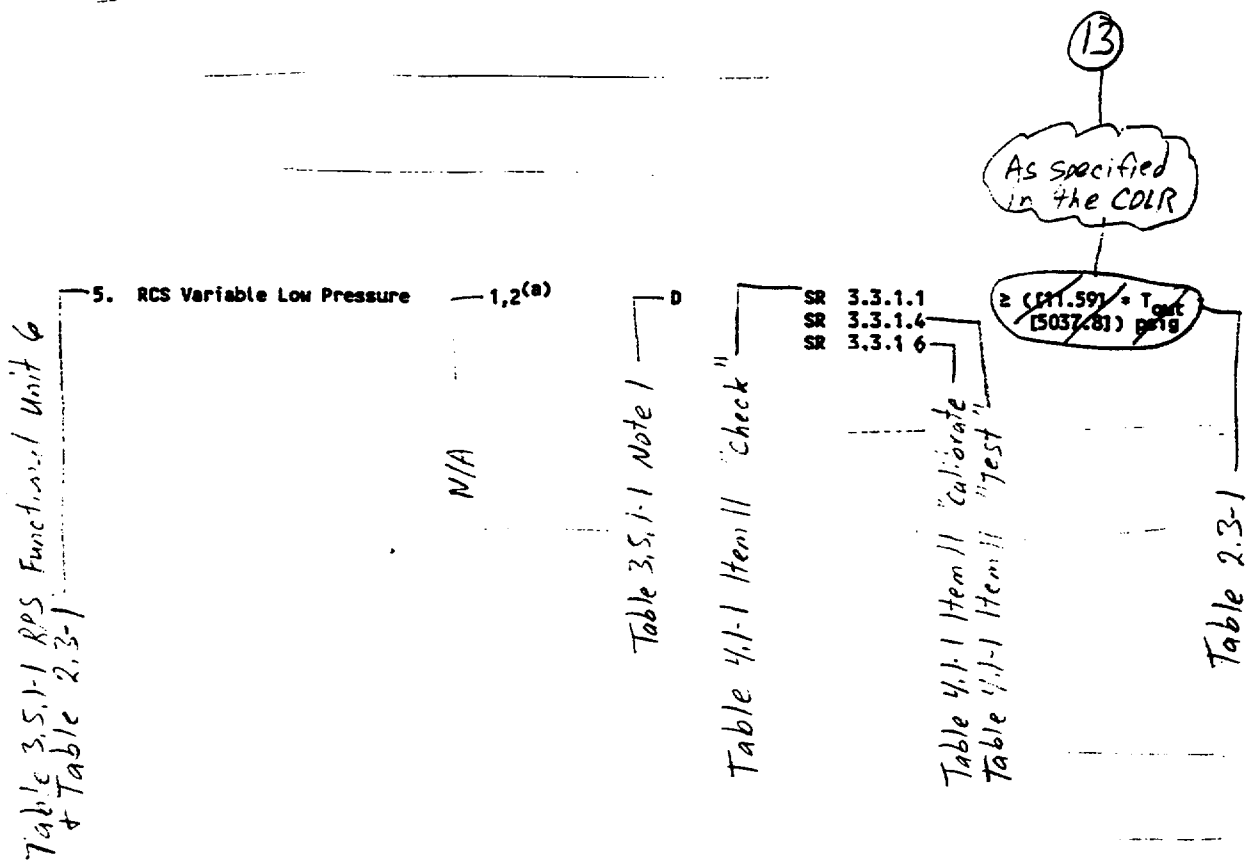 13
As specified
in the COLR
5. RCS Variable Low Pressure 1,2(a) D SR 3.3.1.1 ≥ ([11.59] * Tout
SR 3.3.1.4 [5037.8]) psig
SR 3.3.1 6
Table 3.5.1-1 RPS Functional Unit 6
+ Table 2.3-1
N/A
Table 3.5.1-1 Note 1
Table 4.1-1 Item 11 "Check"
Table 4.1-1 Item 11 "Calibrate
Table 4.1-1 Item 11 "Test"
Table 2.3-1